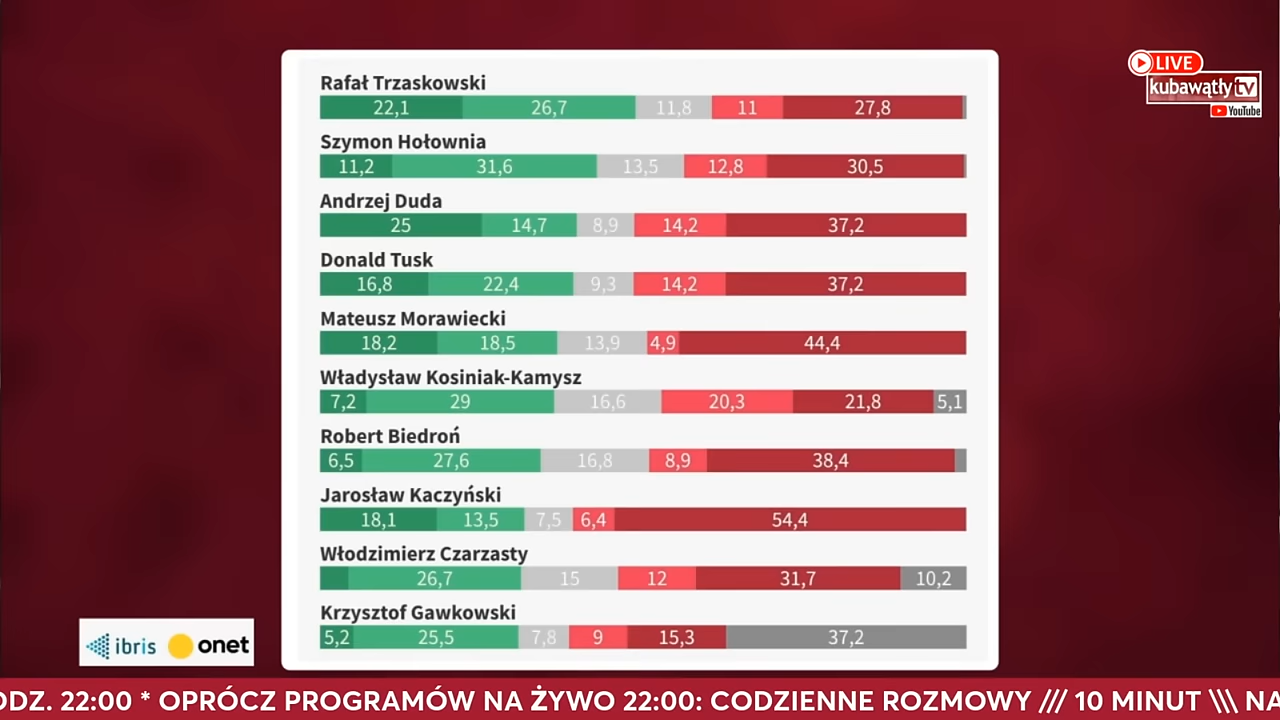 LIVE
kubawątły tv
YouTube
Rafał Trzaskowski
22,1 26,7 11,8 11 27,8
Szymon Hołownia
11,2 31,6 13,5 12,8 30,5
Andrzej Duda
25 14,7 8,9 14,2 37,2
Donald Tusk
16,8 22,4 9,3 14,2 37,2
Mateusz Morawiecki
18,2 18,5 13,9 4,9 44,4
Władysław Kosiniak-Kamysz
7,2 29 16,6 20,3 21,8 5,1
Robert Biedroń
6,5 27,6 16,8 8,9 38,4
Jarosław Kaczyński
18,1 13,5 7,5 6,4 54,4
Włodzimierz Czarzasty
26,7 15 12 31,7 10,2
Krzysztof Gawkowski
5,2 25,5 7,8 9 15,3 37,2
ibris onet
ODZ. 22:00 * OPRÓCZ PROGRAMÓW NA ŻYWO 22:00: CODZIENNE ROZMOWY /// 10 MINUT \\\ NA